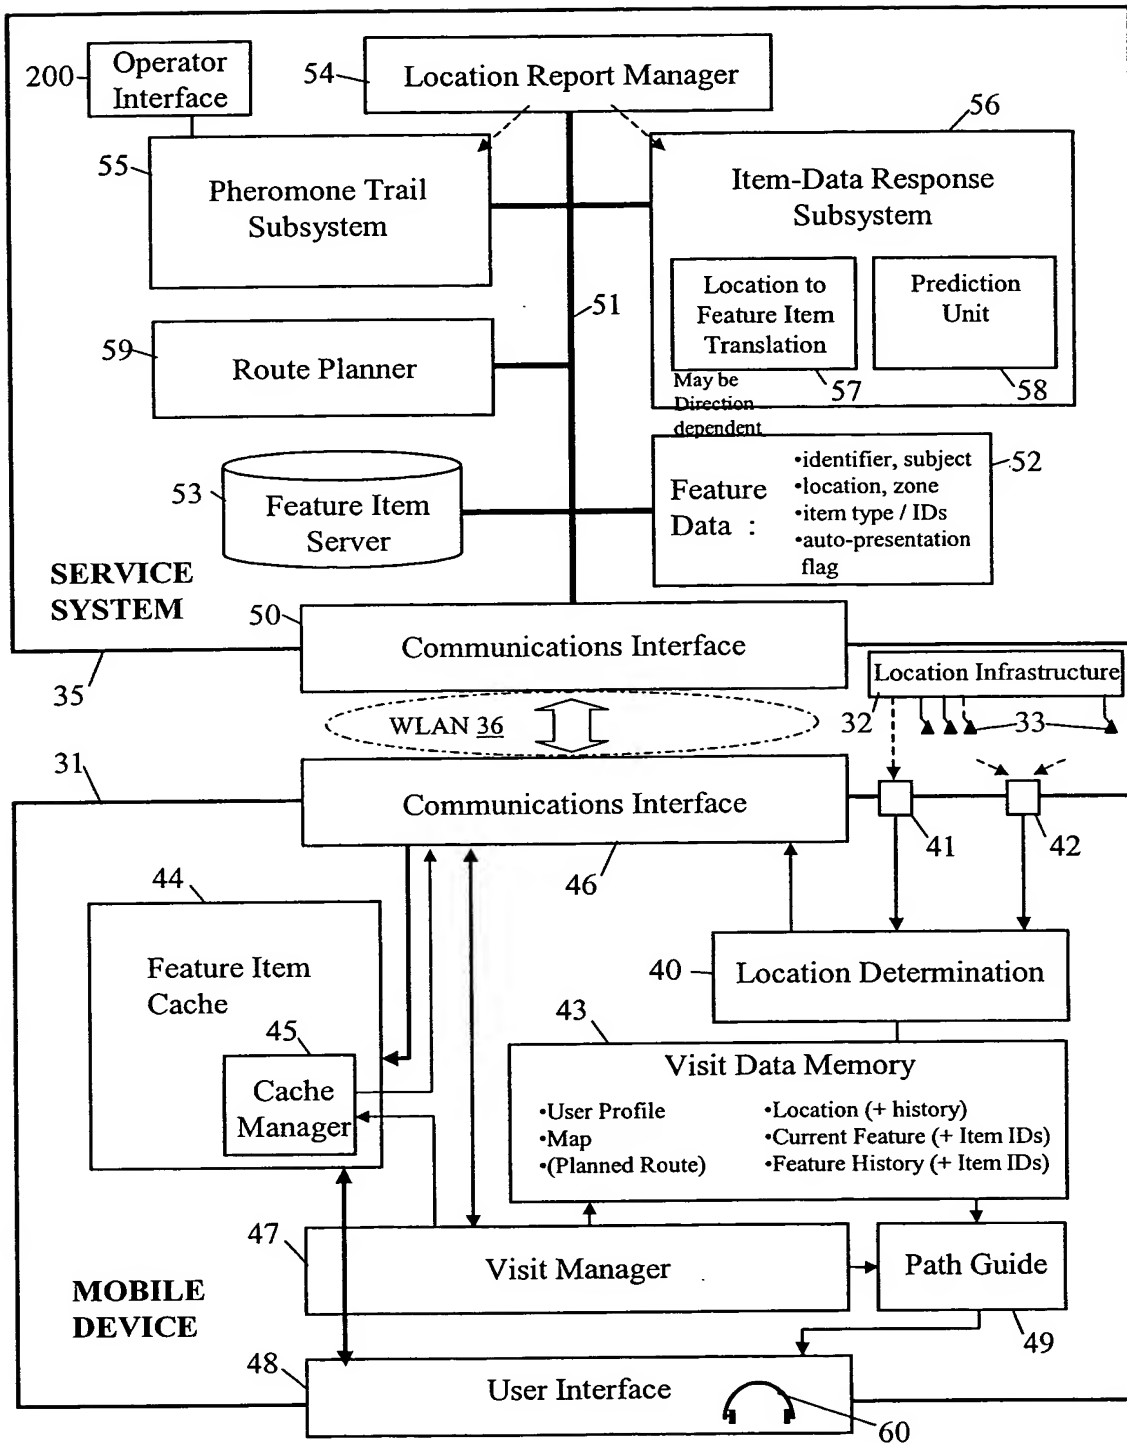 200
Operator
Interface
54
Location Report Manager
56
55
Pheromone Trail
Subsystem
Item-Data Response
Subsystem
Location to
Feature Item
Translation
Prediction
Unit
51
59
Route Planner
May be
Direction
dependent
57
58
53
Feature Item
Server
Feature
Data :
•identifier, subject
•location, zone
•item type / IDs
•auto-presentation
flag
52
SERVICE
SYSTEM
50
Communications Interface
35
Location Infrastructure
32
33
WLAN 36
31
Communications Interface
41
42
46
44
Feature Item
Cache
40
Location Determination
45
Cache
Manager
43
Visit Data Memory
•User Profile
•Map
•(Planned Route)
•Location (+ history)
•Current Feature (+ Item IDs)
•Feature History (+ Item IDs)
47
Visit Manager
Path Guide
MOBILE
DEVICE
49
48
User Interface
60